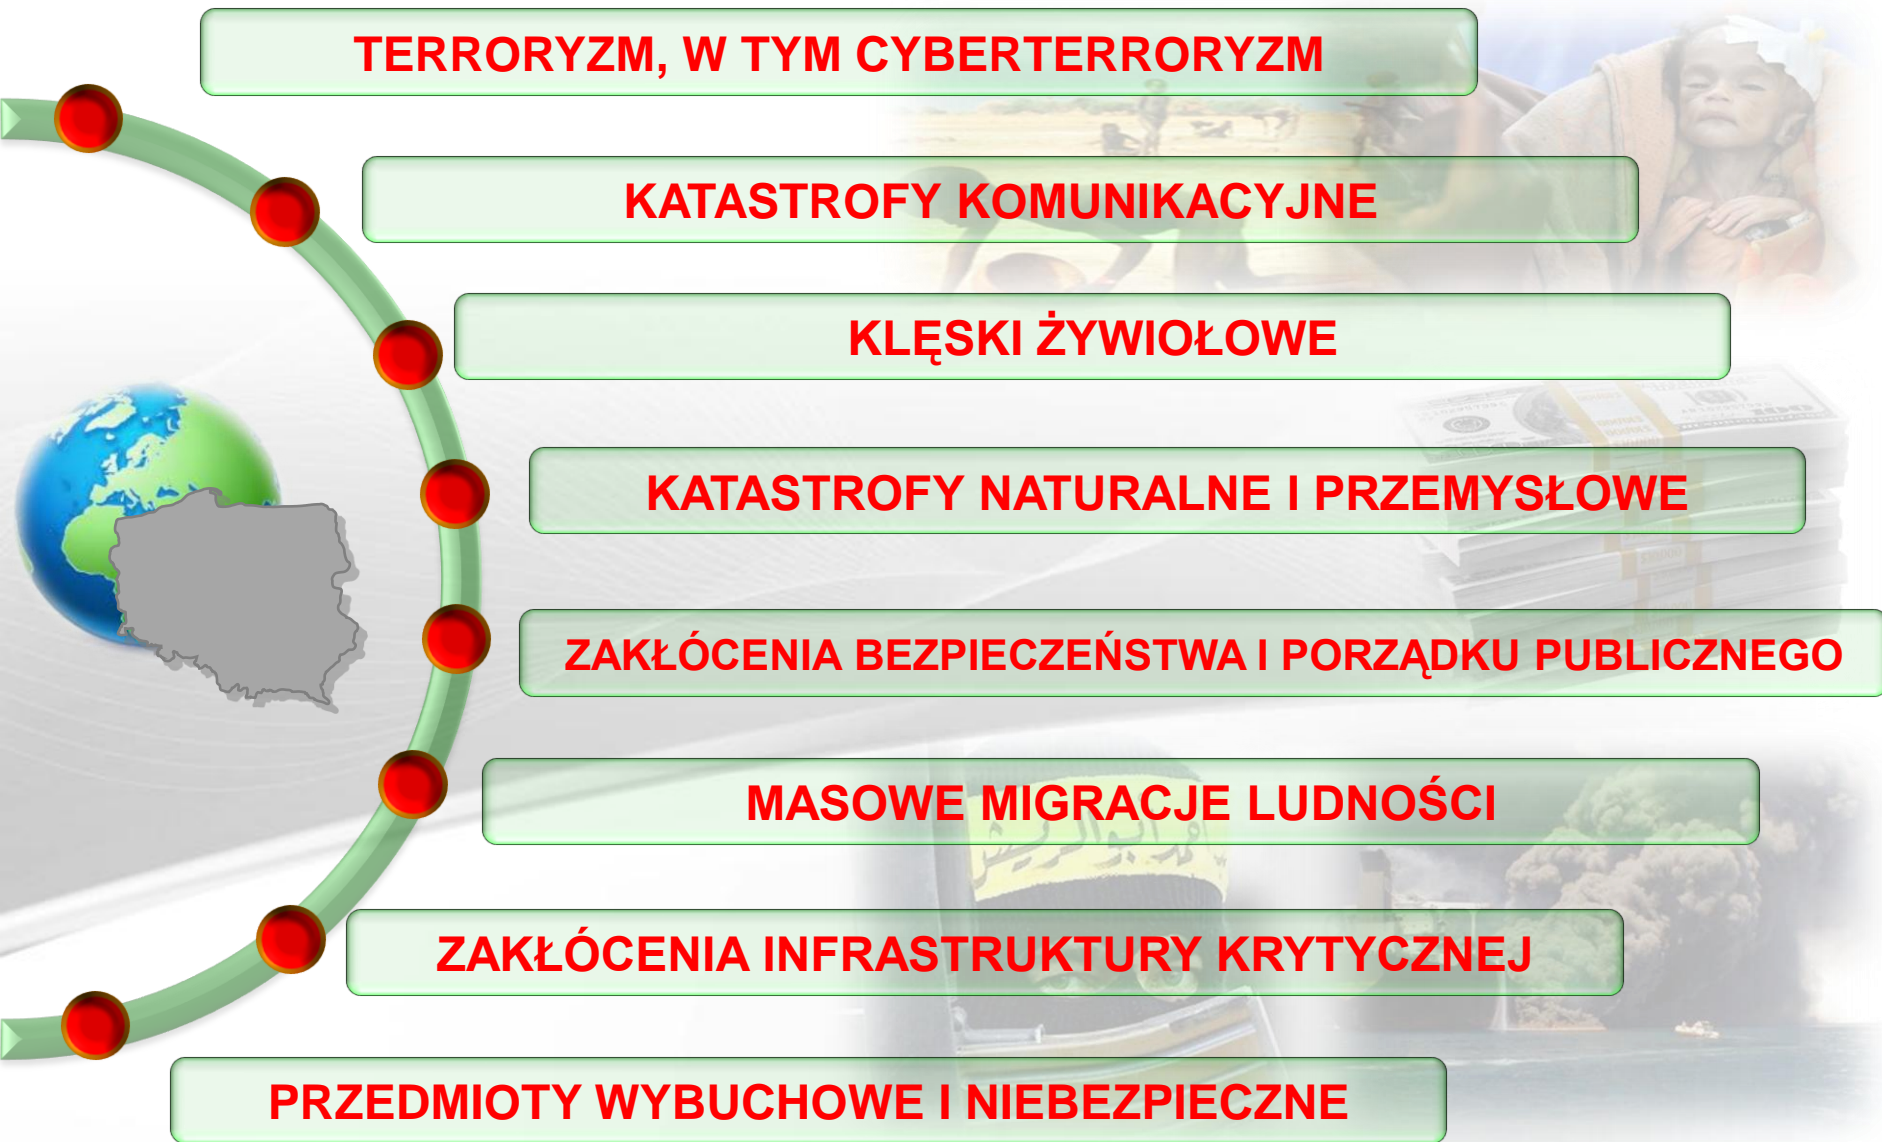 TERRORYZM, W TYM CYBERTERRORYZM
KATASTROFY KOMUNIKACYJNE
KLĘSKI ŻYWIOŁOWE
KATASTROFY NATURALNE I PRZEMYSŁOWE
ZAKŁÓCENIA BEZPIECZEŃSTWA I PORZĄDKU PUBLICZNEGO
MASOWE MIGRACJE LUDNOŚCI
ZAKŁÓCENIA INFRASTRUKTURY KRYTYCZNEJ
PRZEDMIOTY WYBUCHOWE I NIEBEZPIECZNE